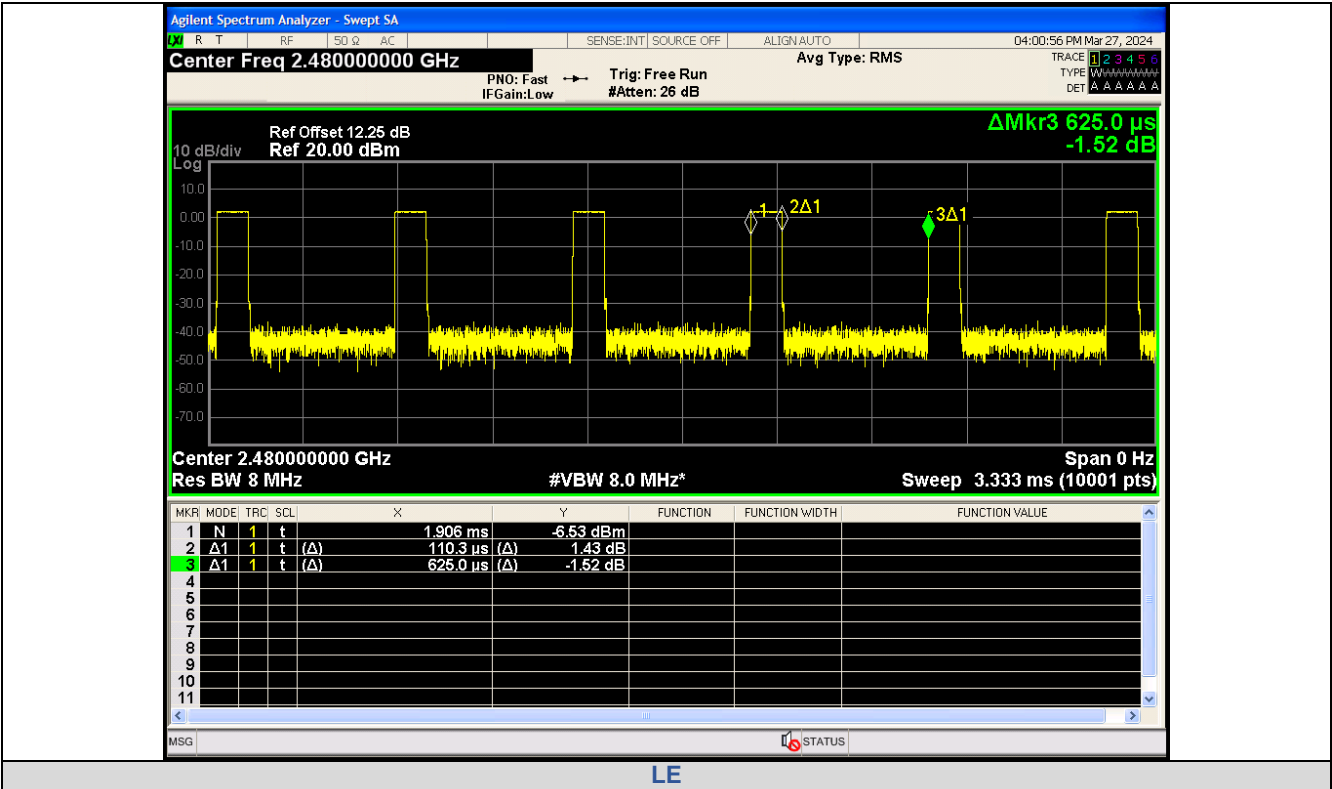 Agilent Spectrum Analyzer - Swept SA
LXI R T RF 50 Ω AC SENSE:INT SOURCE OFF ALIGN AUTO 04:00:56 PM Mar 27, 2024
Center Freq 2.480000000 GHz Avg Type: RMS TRACE 1 2 3 4 5 6
PNO: Fast Trig: Free Run TYPE WWWWWW
IFGain:Low #Atten: 26 dB DET A A A A A A
ΔMkr3 625.0 µs
Ref Offset 12.25 dB
10 dB/div Ref 20.00 dBm -1.52 dB
Log
10.0
0.00
1 2Δ1 3Δ1
-10.0
-20.0
-30.0
-40.0
-50.0
-60.0
-70.0
Center 2.480000000 GHz Span 0 Hz
Res BW 8 MHz #VBW 8.0 MHz* Sweep 3.333 ms (10001 pts)
MKR MODE TRC SCL X Y FUNCTION FUNCTION WIDTH FUNCTION VALUE
1 N 1 t 1.906 ms -6.53 dBm
2 Δ1 1 t (Δ) 110.3 µs (Δ) 1.43 dB
3 Δ1 1 t (Δ) 625.0 µs (Δ) -1.52 dB
4
5
6
7
8
9
10
11
MSG STATUS
LE